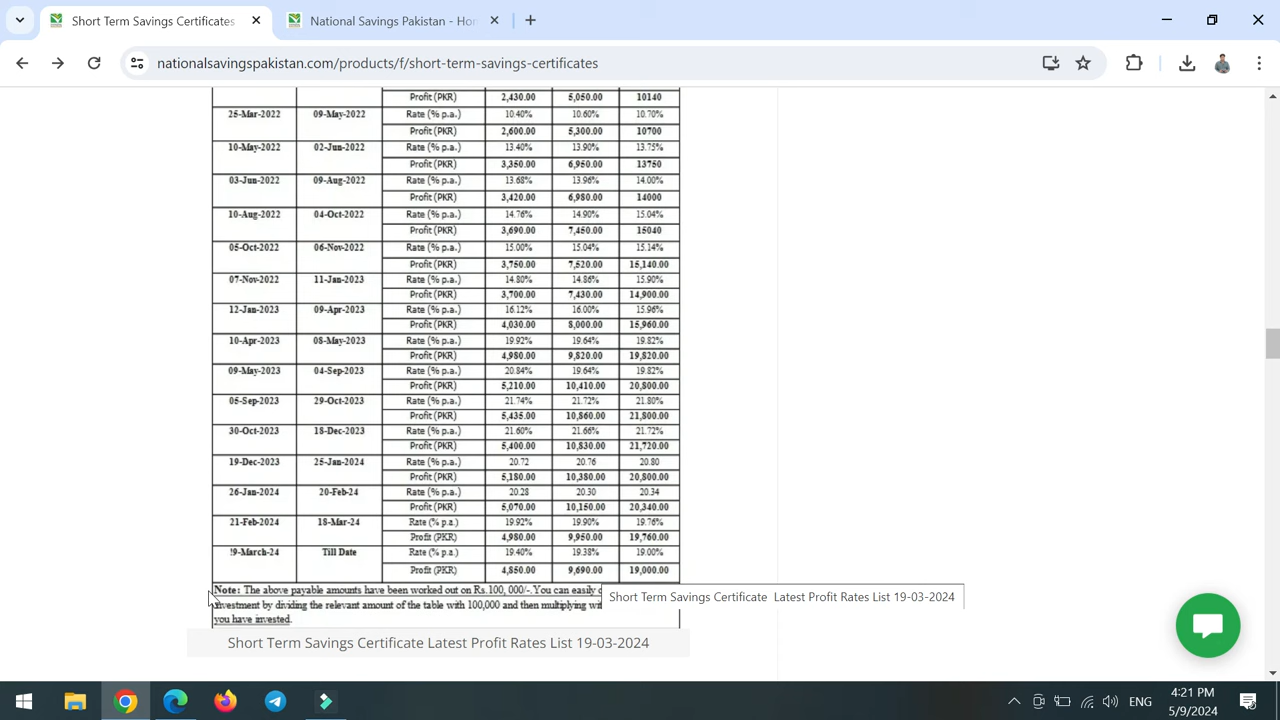 Short Term Savings Certificates
National Savings Pakistan - Hor
nationalsavingspakistan.com/products/f/short-term-savings-certificates
Profit (PKR) 2,430.00 5,050.00 10140
25-Mar-2022 09-May-2022 Rate (% p.a.) 10.40% 10.60% 10.70%
Profit (PKR) 2,600.00 5,300.00 10700
10-May-2022 02-Jun-2022 Rate (% p.a.) 13.40% 13.90% 13.75%
Profit (PKR) 3,350.00 6,950.00 13750
03-Jun-2022 09-Aug-2022 Rate (% p.a.) 13.68% 13.96% 14.00%
Profit (PKR) 3,420.00 6,980.00 14000
10-Aug-2022 04-Oct-2022 Rate (% p.a.) 14.76% 14.90% 15.04%
Profit (PKR) 3,690.00 7,450.00 15040
05-Oct-2022 06-Nov-2022 Rate (% p.a.) 15.00% 15.04% 15.14%
Profit (PKR) 3,750.00 7,520.00 15,140.00
07-Nov-2022 11-Jan-2023 Rate (% p.a.) 14.80% 14.86% 15.90%
Profit (PKR) 3,700.00 7,430.00 14,900.00
12-Jan-2023 09-Apr-2023 Rate (% p.a.) 16.12% 16.00% 15.96%
Profit (PKR) 4,030.00 8,000.00 15,960.00
10-Apr-2023 08-May-2023 Rate (% p.a.) 19.92% 19.64% 19.82%
Profit (PKR) 4,980.00 9,820.00 19,820.00
09-May-2023 04-Sep-2023 Rate (% p.a.) 20.84% 19.64% 19.82%
Profit (PKR) 5,210.00 10,410.00 20,800.00
05-Sep-2023 29-Oct-2023 Rate (% p.a.) 21.74% 21.72% 21.80%
Profit (PKR) 5,435.00 10,860.00 21,800.00
30-Oct-2023 18-Dec-2023 Rate (% p.a.) 21.60% 21.66% 21.72%
Profit (PKR) 5,400.00 10,830.00 21,720.00
19-Dec-2023 25-Jan-2024 Rate (% p.a.) 20.72 20.76 20.80
Profit (PKR) 5,180.00 10,380.00 20,800.00
26-Jan-2024 20-Feb-24 Rate (% p.a.) 20.28 20.30 20.34
Profit (PKR) 5,070.00 10,150.00 20,340.00
21-Feb-2024 18-Mar-24 Rate (% p.a.) 19.92% 19.90% 19.76%
Profit (PKR) 4,980.00 9,950.00 19,760.00
!9-March-24 Till Date Rate (% p.a.) 19.40% 19.38% 19.00%
Profit (PKR) 4,850.00 9,690.00 19,000.00
Note: The above payable amounts have been worked out on Rs.100, 000/-. You can easily
Short Term Savings Certificate Latest Profit Rates List 19-03-2024
investment by dividing the relevant amount of the table with 100,000 and then multiplying
you have invested.
Short Term Savings Certificate Latest Profit Rates List 19-03-2024
ENG
4:21 PM
5/9/2024